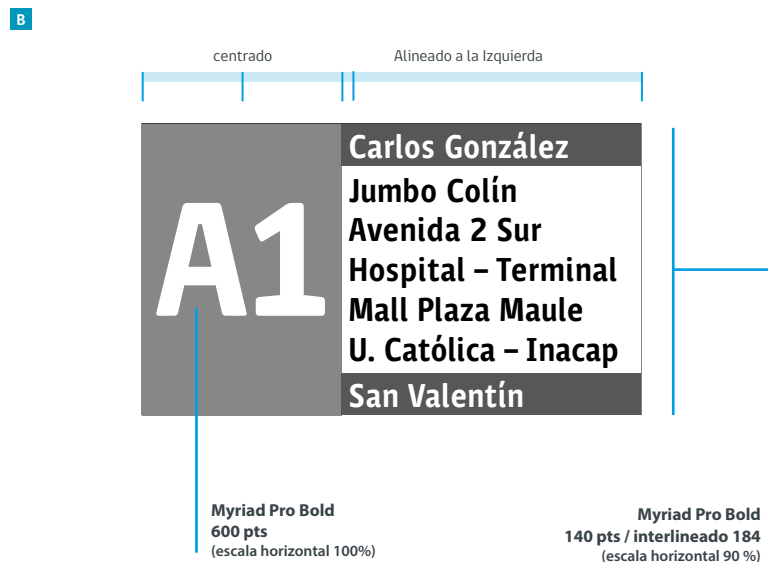 B
centrado
Alineado a la Izquierda
A1
Carlos González
Jumbo Colín
Avenida 2 Sur
Hospital – Terminal
Mall Plaza Maule
U. Católica – Inacap
San Valentín
Myriad Pro Bold
600 pts
(escala horizontal 100%)
Myriad Pro Bold
140 pts / interlineado 184
(escala horizontal 90 %)